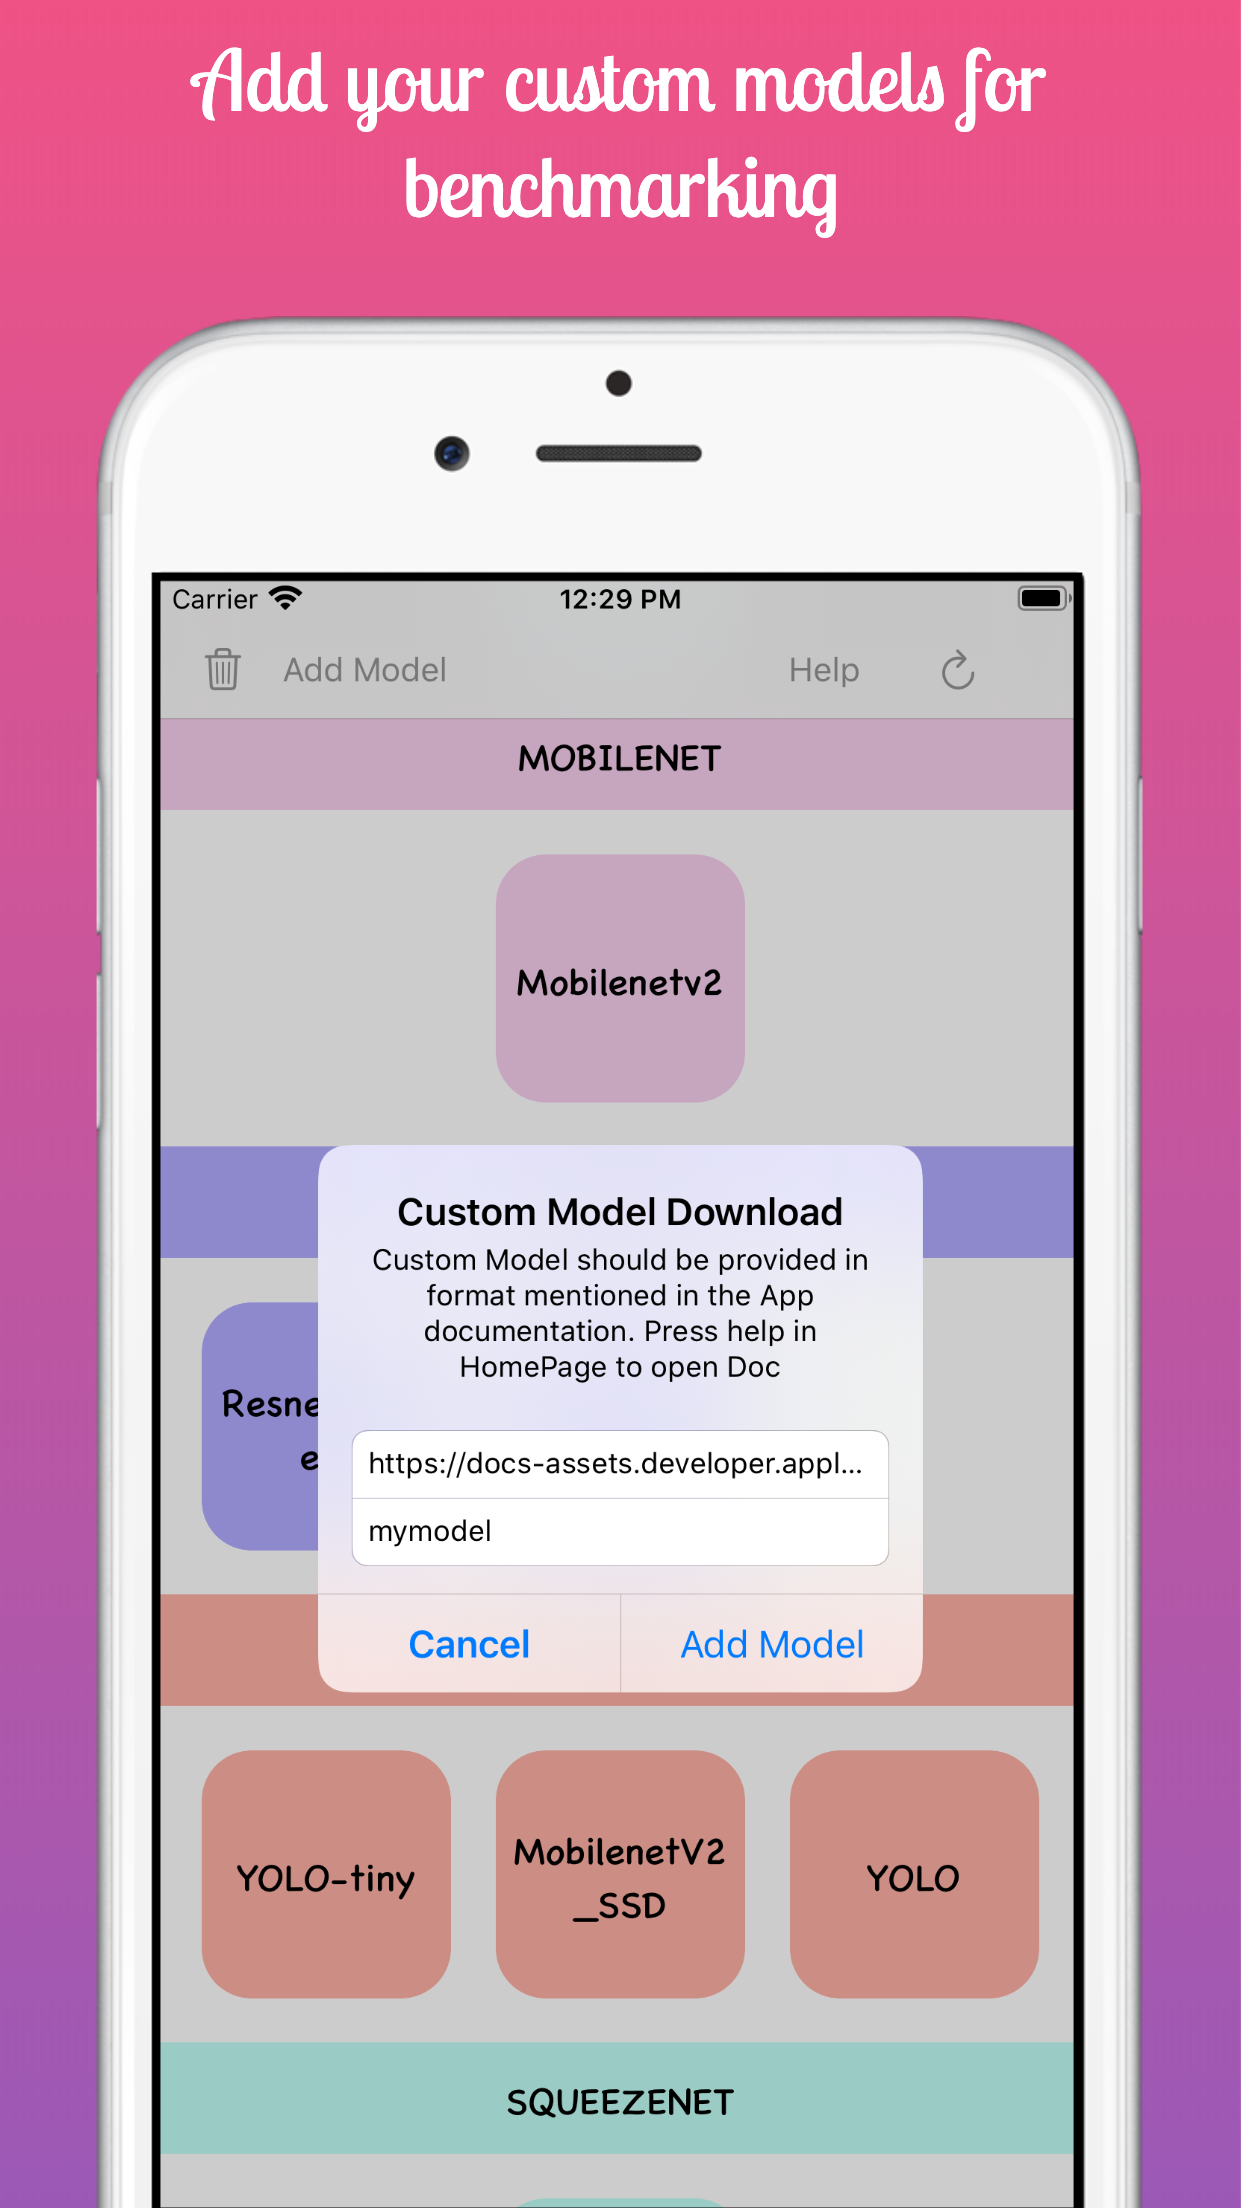 Add your custom models for
benchmarking
Carrier 12:29 PM
Add Model Help
MOBILENET
Mobilenetv2
Custom Model Download
Custom Model should be provided in
format mentioned in the App
documentation. Press help in
HomePage to open Doc
Resne
e
https://docs-assets.developer.appl...
mymodel
Cancel Add Model
YOLO-tiny
MobilenetV2
_SSD
YOLO
SQUEEZENET